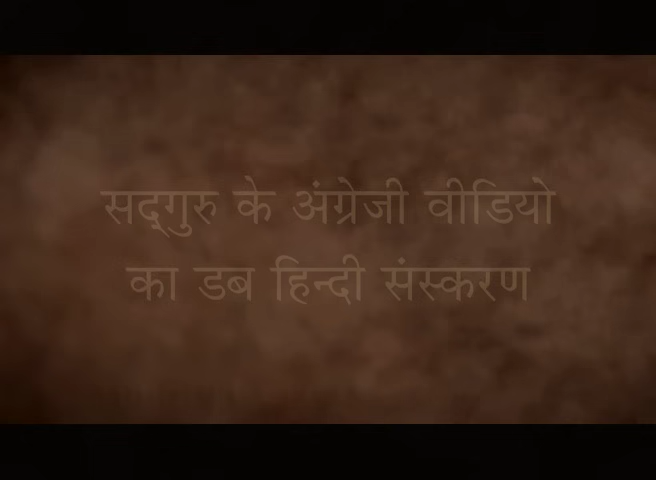 सद्गुरु के अंग्रेजी वीडियो
का डब हिन्दी संस्करण